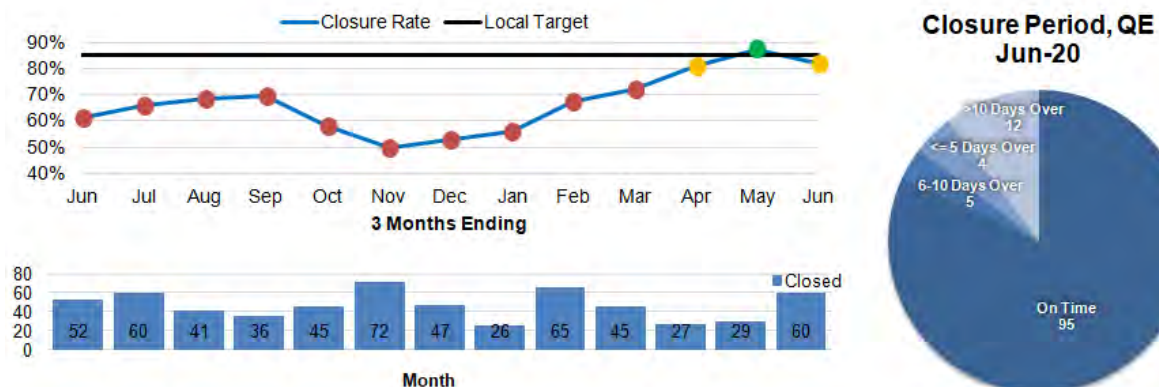 Closure Rate Local Target
90%
80%
70%
60%
50%
40%
Jun Jul Aug Sep Oct Nov Dec Jan Feb Mar Apr May Jun
3 Months Ending
80
60
40
20
0
Closed
52 60 41 36 45 72 47 26 65 45 27 29 60
Month
Closure Period, QE
Jun-20
>10 Days Over
12
<= 5 Days Over
4
6-10 Days Over
5
On Time
95